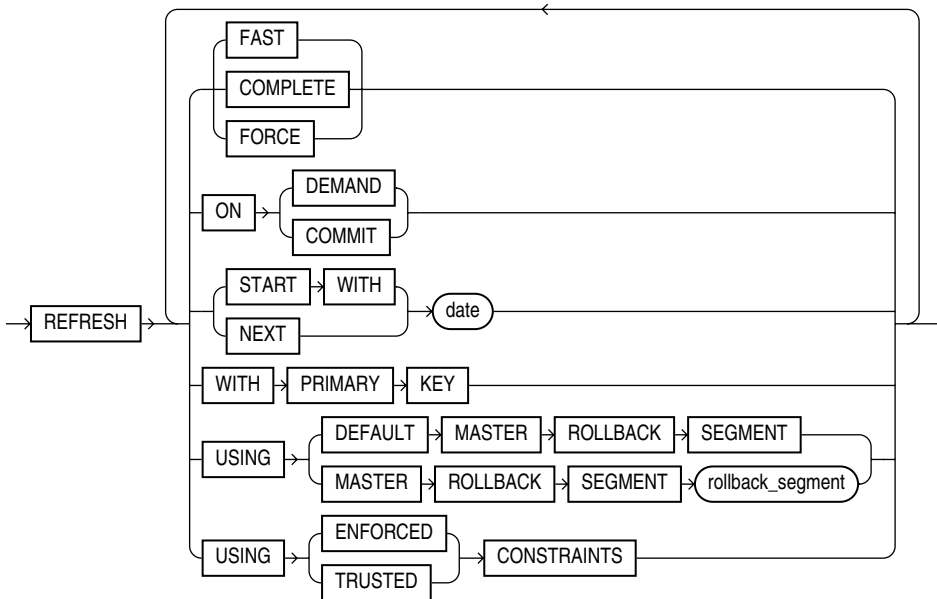 FAST
COMPLETE
FORCE
ON DEMAND
COMMIT
START WITH date
NEXT
REFRESH
WITH PRIMARY KEY
USING DEFAULT MASTER ROLLBACK SEGMENT
MASTER ROLLBACK SEGMENT rollback_segment
USING ENFORCED CONSTRAINTS
TRUSTED